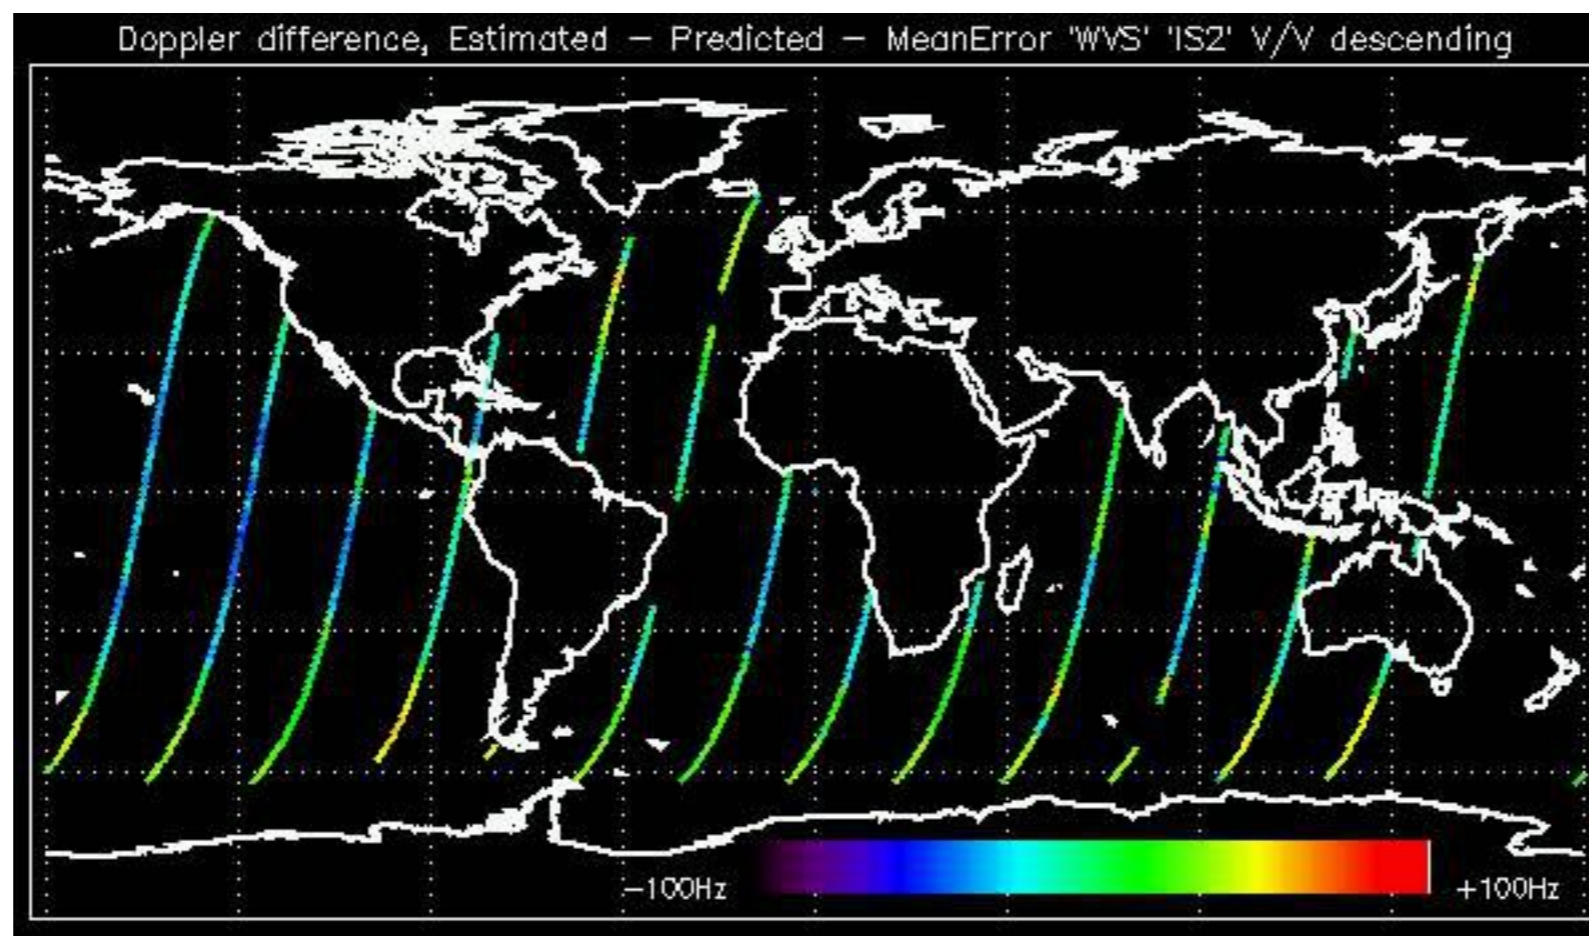 Doppler difference, Estimated − Predicted − MeanError 'WVS' 'IS2' V/V descending
−100Hz +100Hz